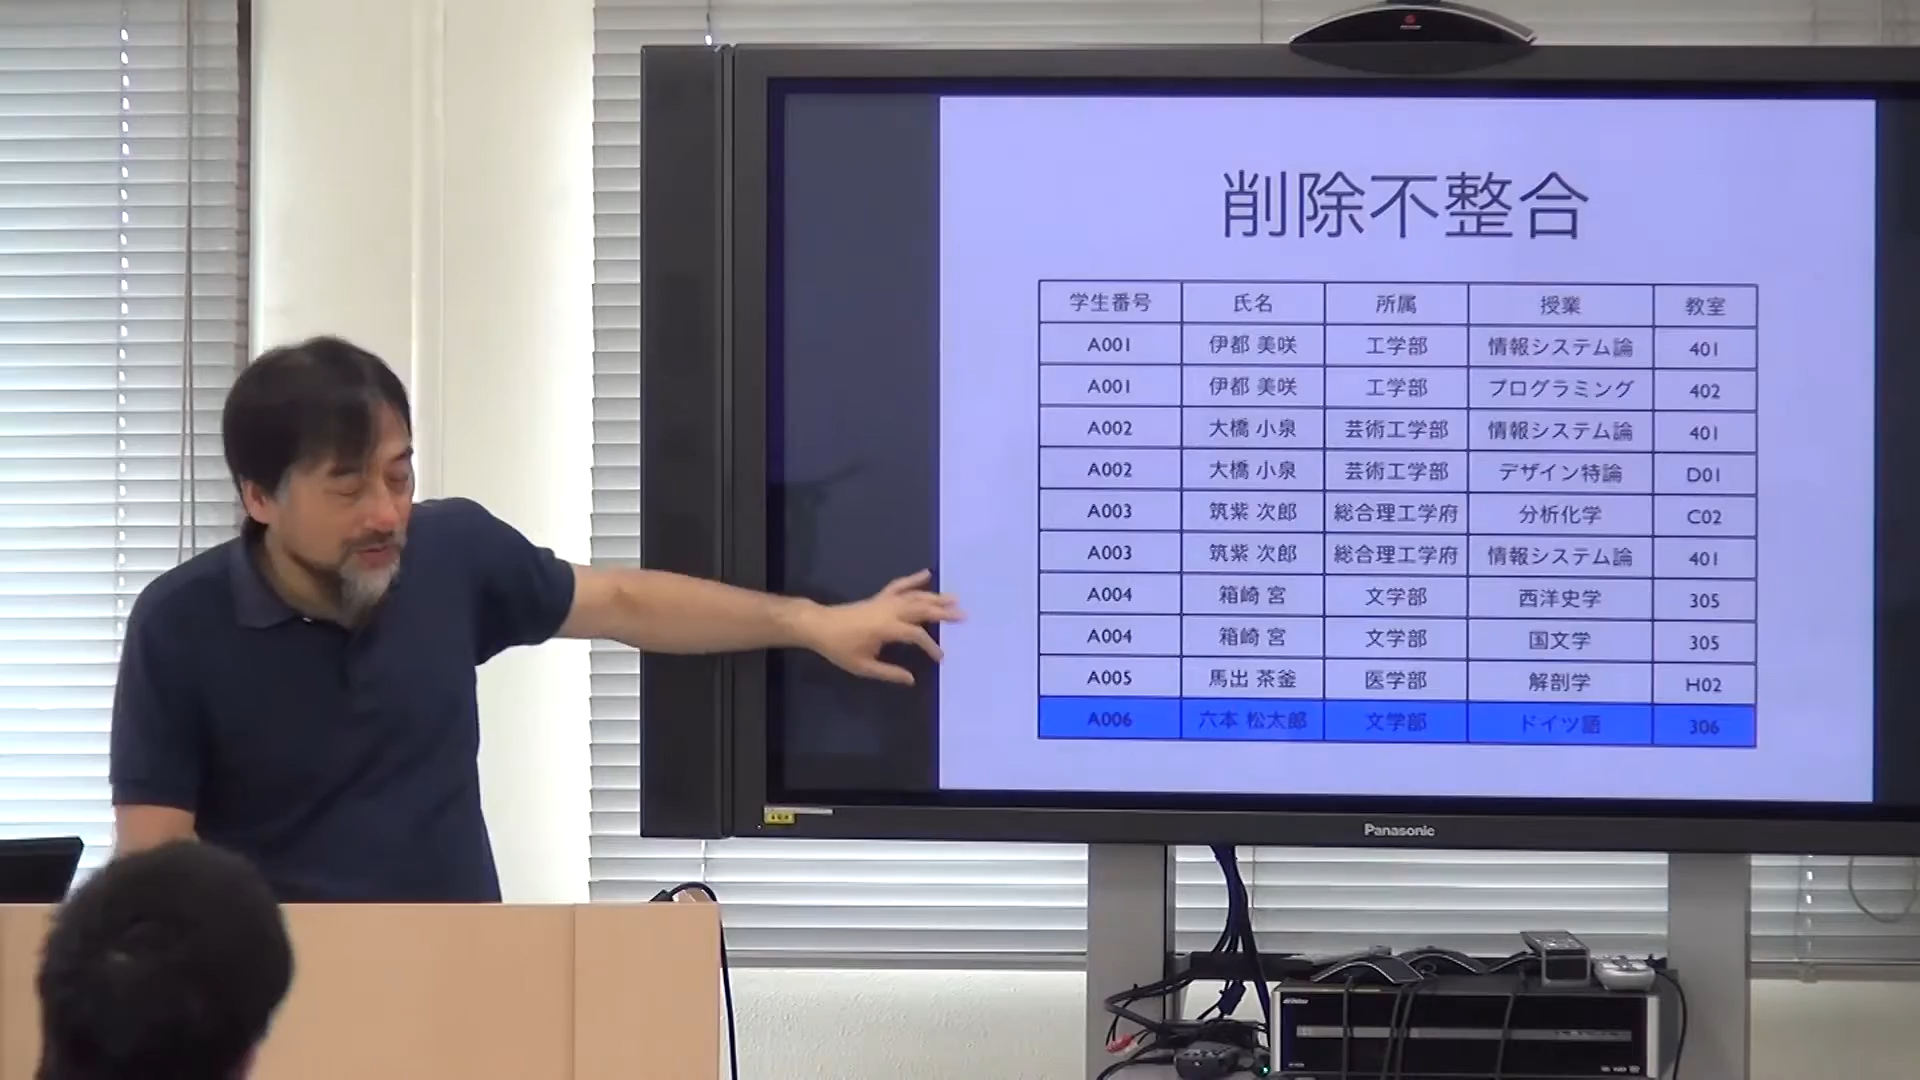 削除不整合
学生番号 氏名 所属 授業 教室
A001 伊都 美咲 工学部 情報システム論 401
A001 伊都 美咲 工学部 プログラミング 402
A002 大橋 小泉 芸術工学部 情報システム論 401
A002 大橋 小泉 芸術工学部 デザイン特論 D01
A003 筑紫 次郎 総合理工学府 分析化学 C02
A003 筑紫 次郎 総合理工学府 情報システム論 401
A004 箱崎 宮 文学部 西洋史学 305
A004 箱崎 宮 文学部 国文学 305
A005 馬出 茶釜 医学部 解剖学 H02
A006 六本 松太郎 文学部 ドイツ語 306
Panasonic